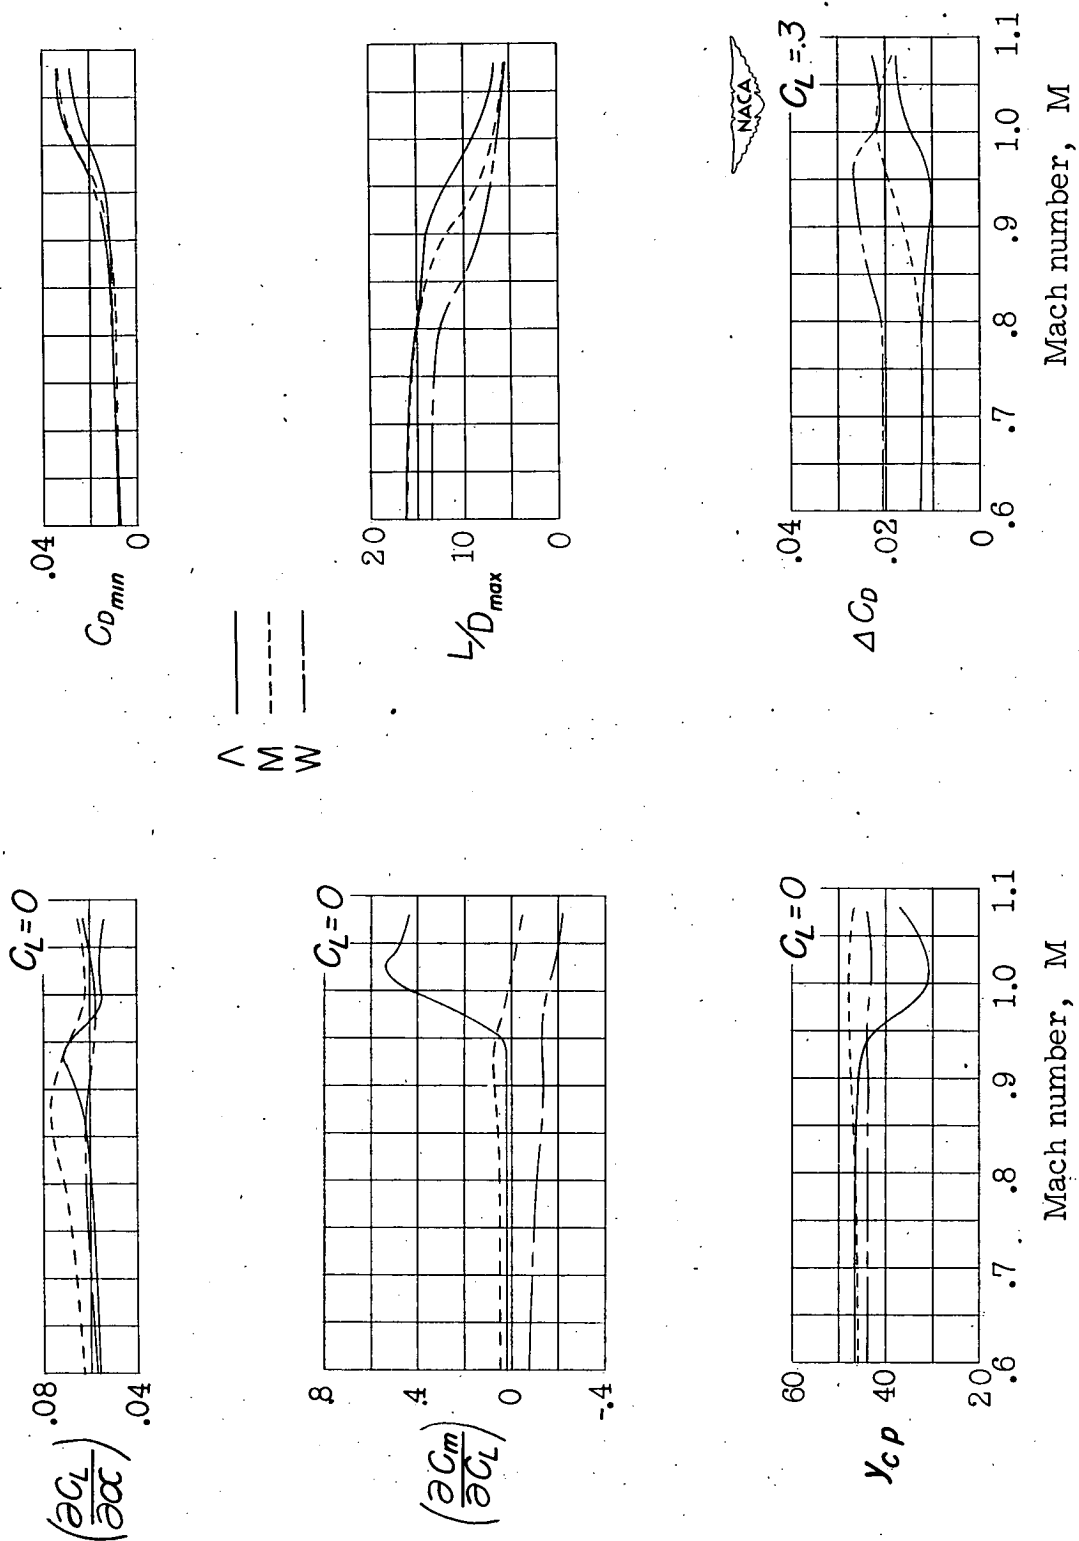 C_L=0
.08
.04
(∂C_L/∂α)
C_L=0
.8
.4
0
-.4
(∂C_m/∂C_L)
C_L=0
60
40
20
y_cp
.6 .7 .8 .9 1.0 1.1
Mach number, M
Λ
M
W
.04
0
C_Dmin
20
10
0
L/D_max
NACA
C_L=.3
.04
.02
0
ΔC_D
.6 .7 .8 .9 1.0 1.1
Mach number, M